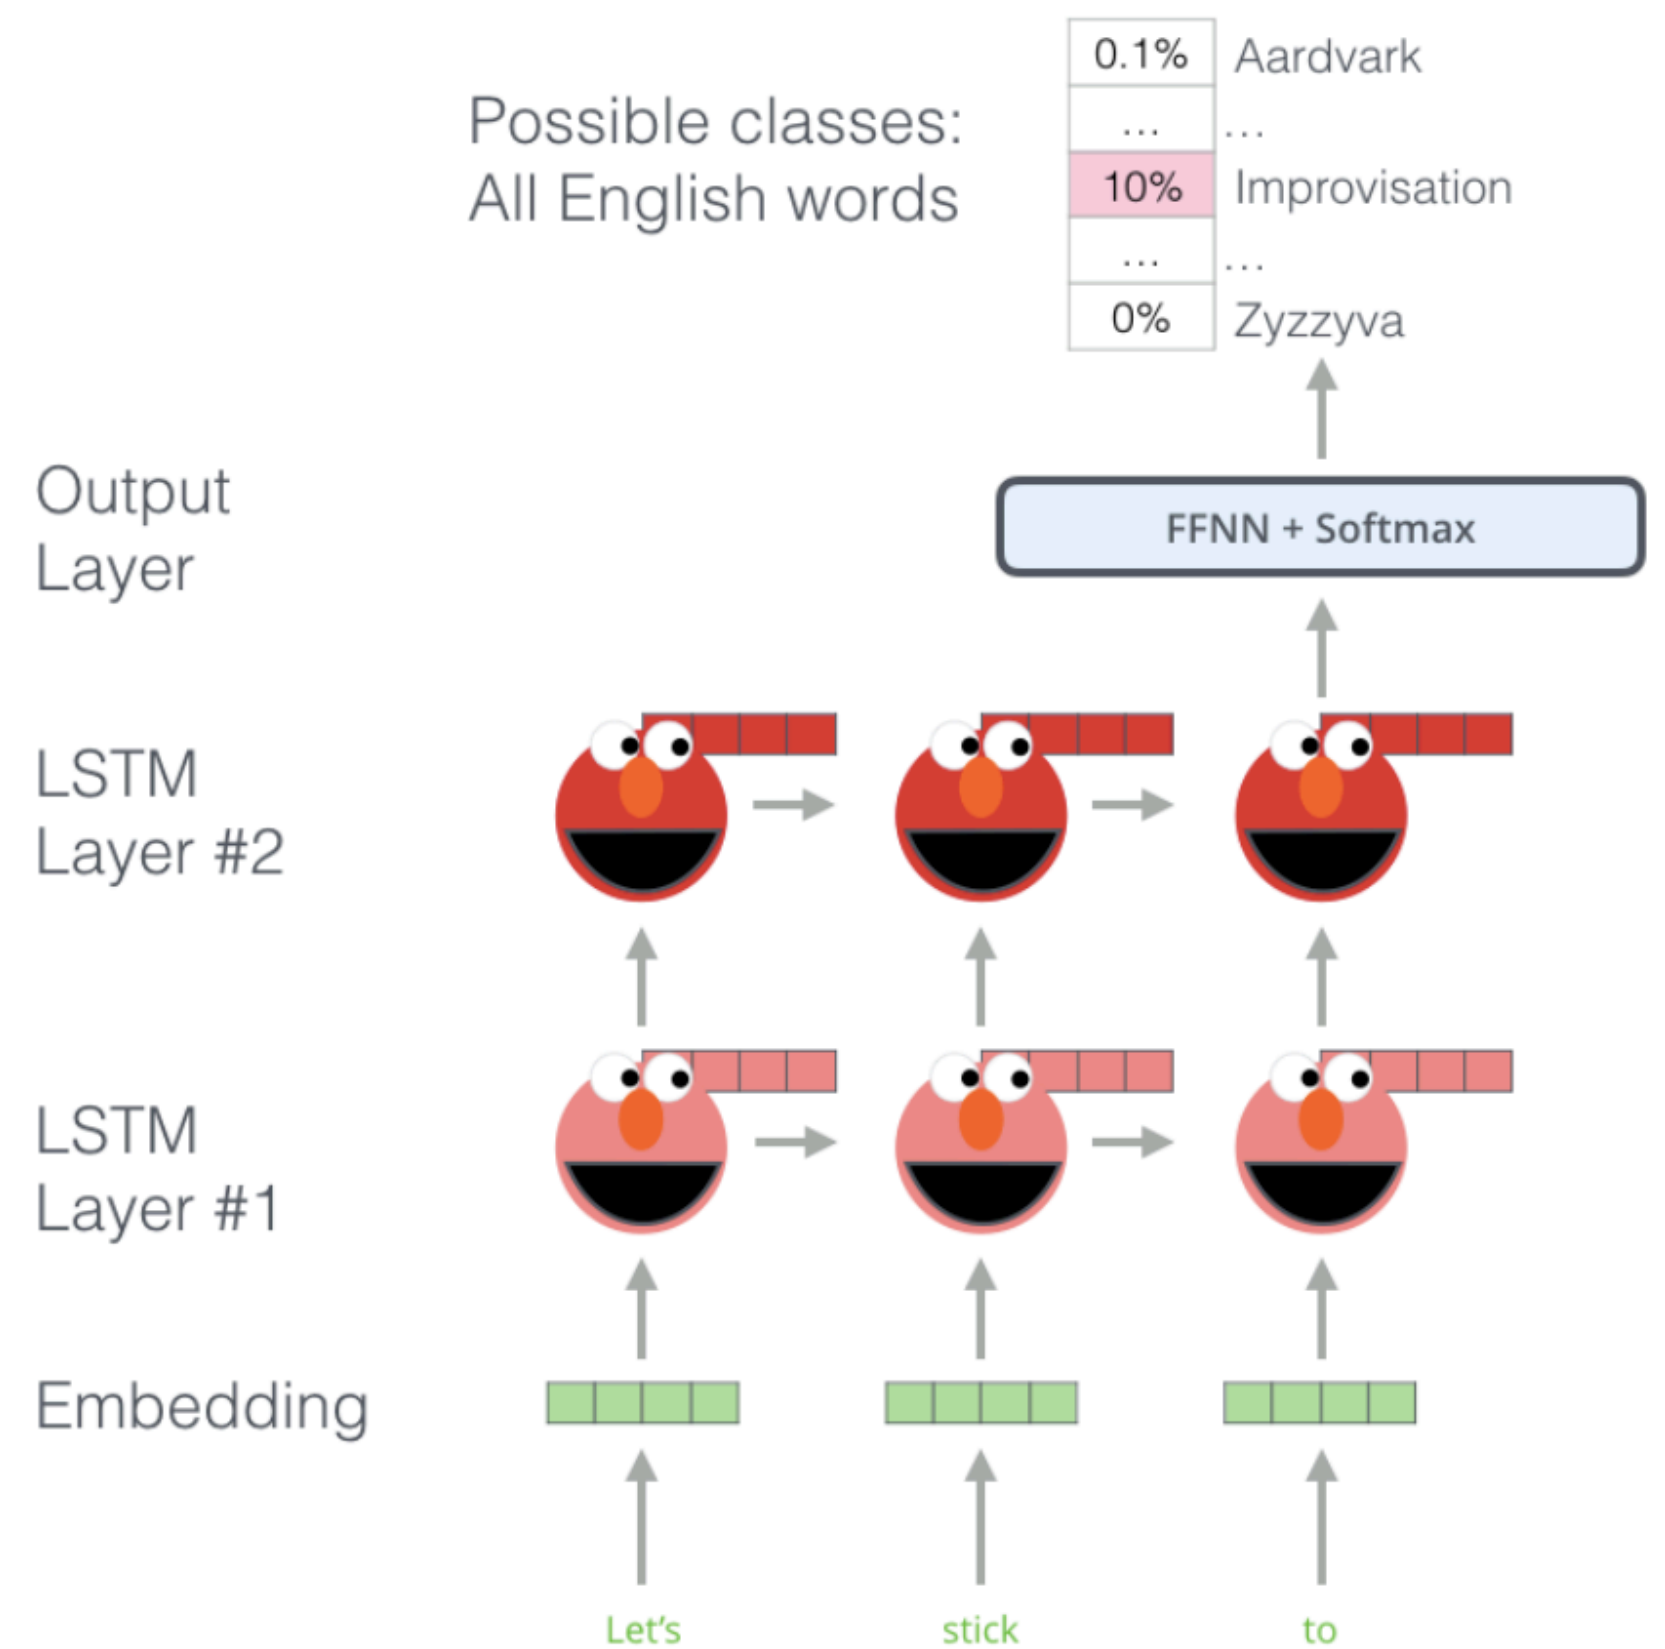 0.1% Aardvark
Possible classes:
... ...
All English words
10% Improvisation
... ...
0% Zyzzyva
Output
Layer
FFNN + Softmax
LSTM
Layer #2
LSTM
Layer #1
Embedding
Let's stick to